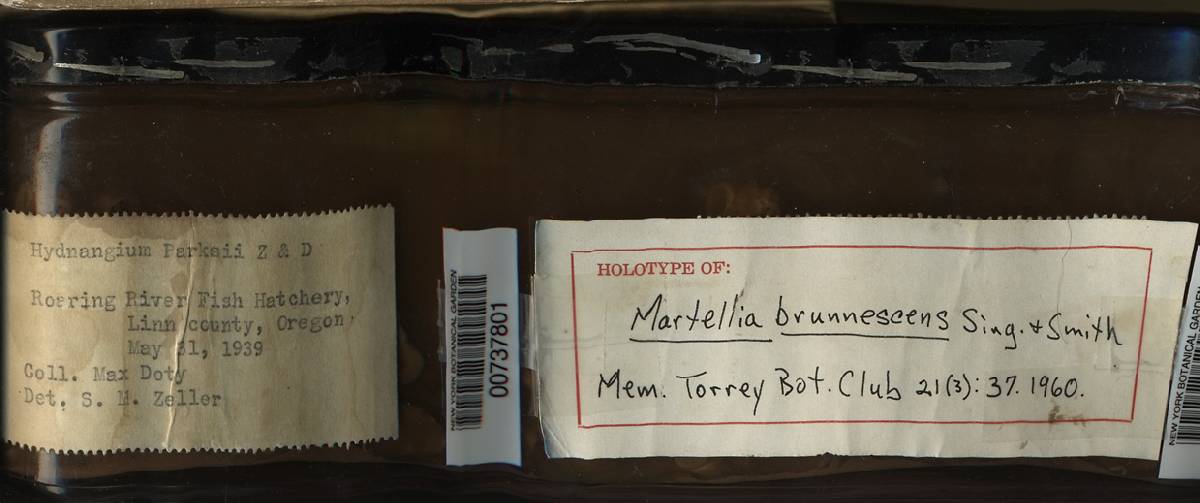 Hydnangium Parksii Z & D
Roaring River Fish Hatchery,
Linn county, Oregon.
May 31, 1939
Coll. Max Doty
Det. S. M. Zeller
NEW YORK BOTANICAL GARDEN
00737801
HOLOTYPE OF:
Martellia brunnescens Sing. & Smith
Mem. Torrey Bot. Club 21(3): 37. 1960.
NEW YORK BOTANICAL GARDEN